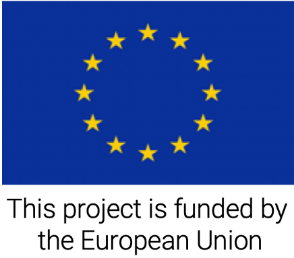 This project is funded by
the European Union